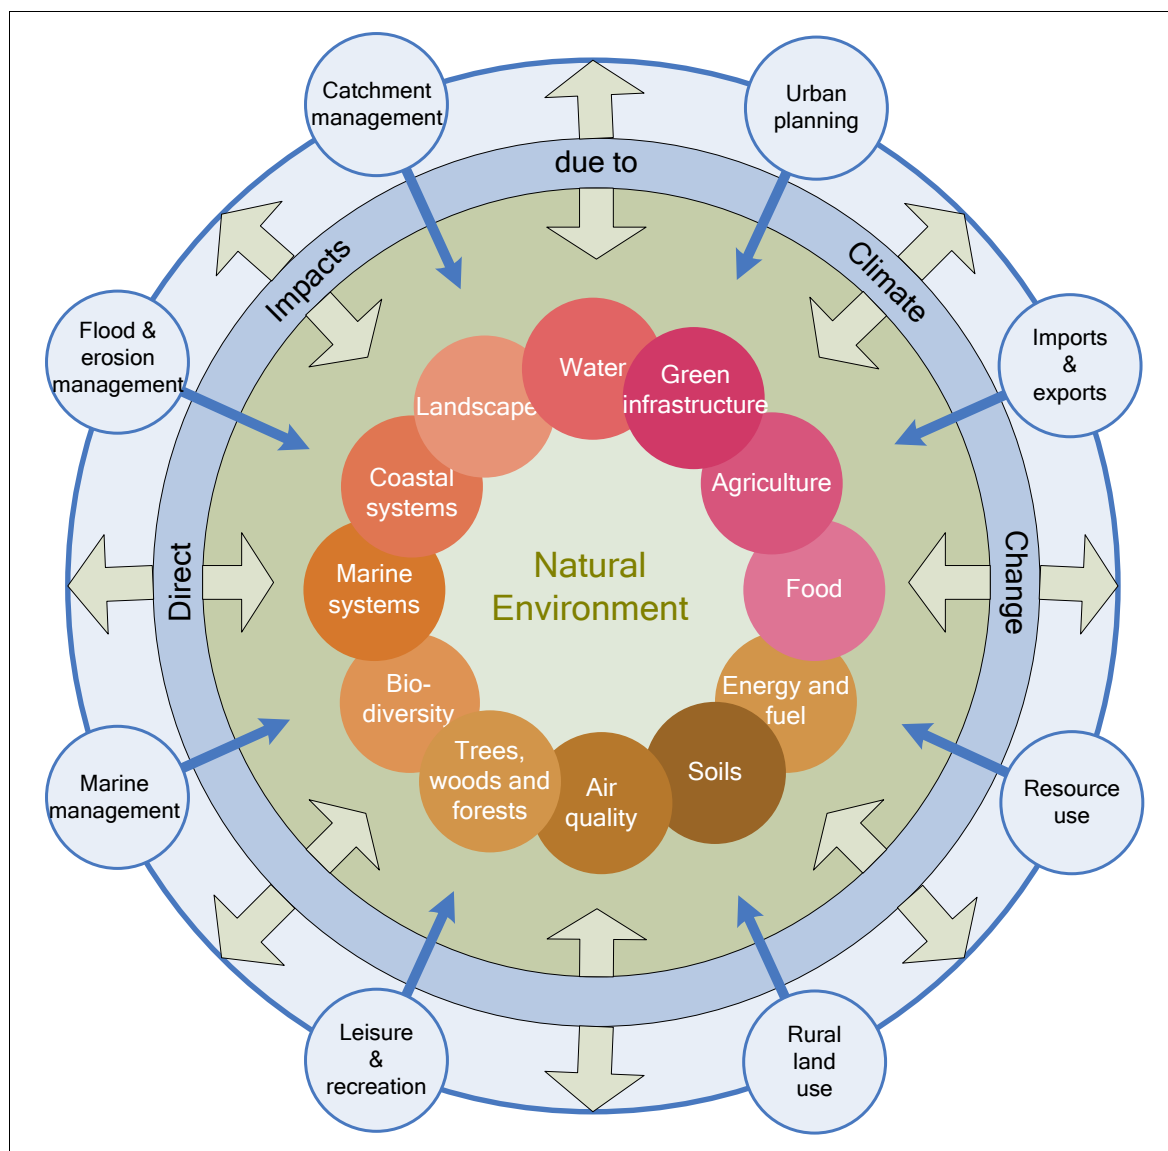 Catchment
management
Urban
planning
due to
Impacts
Climate
Flood &
erosion
management
Imports
&
exports
Water
Green
infrastructure
Landscape
Agriculture
Coastal
systems
Direct
Change
Marine
systems
Natural
Environment
Food
Bio-
diversity
Energy and
fuel
Trees,
woods and
forests
Air
quality
Soils
Marine
management
Resource
use
Leisure
&
recreation
Rural
land
use